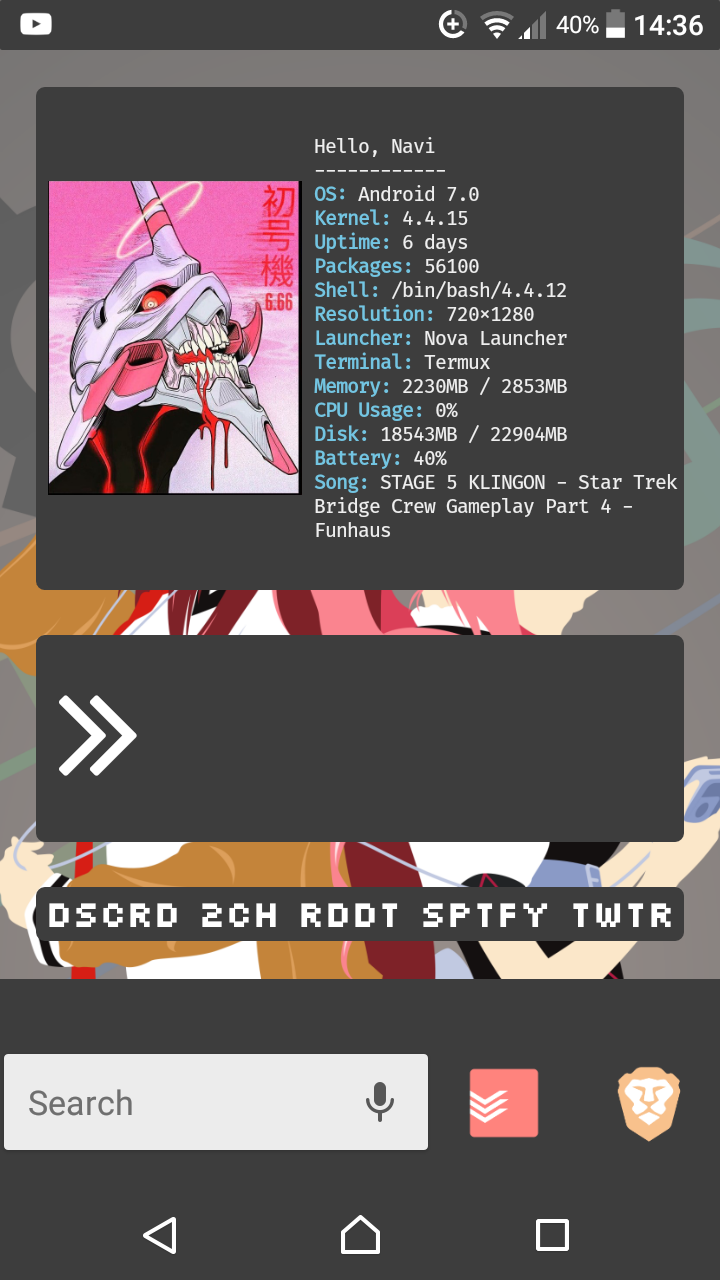 40% 14:36
Hello, Navi
------------
OS: Android 7.0
Kernel: 4.4.15
Uptime: 6 days
Packages: 56100
Shell: /bin/bash/4.4.12
Resolution: 720×1280
Launcher: Nova Launcher
Terminal: Termux
Memory: 2230MB / 2853MB
CPU Usage: 0%
Disk: 18543MB / 22904MB
Battery: 40%
Song: STAGE 5 KLINGON - Star Trek
Bridge Crew Gameplay Part 4 -
Funhaus
初
号
機
6.66
DSCRD 2CH RDDT SPTFY TWTR
Search